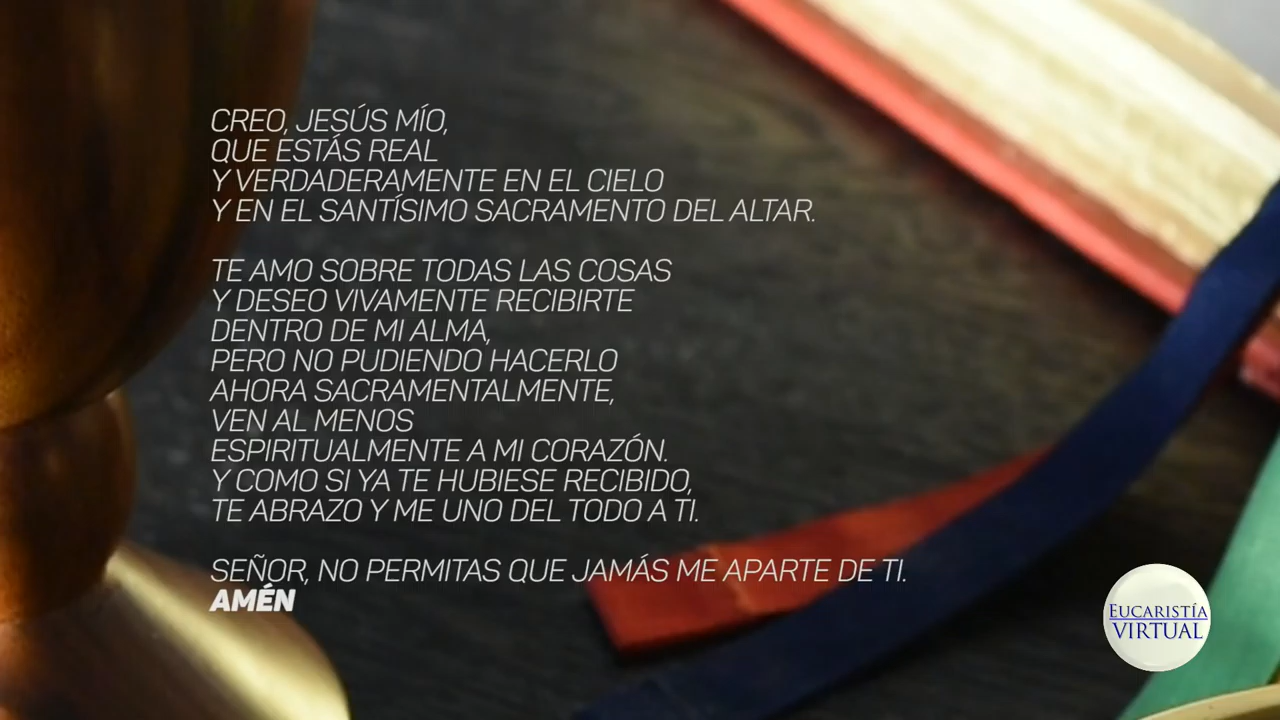 CREO, JESÚS MÍO,
QUE ESTÁS REAL
Y VERDADERAMENTE EN EL CIELO
Y EN EL SANTÍSIMO SACRAMENTO DEL ALTAR.
TE AMO SOBRE TODAS LAS COSAS
Y DESEO VIVAMENTE RECIBIRTE
DENTRO DE MI ALMA,
PERO NO PUDIENDO HACERLO
AHORA SACRAMENTALMENTE,
VEN AL MENOS
ESPIRITUALMENTE A MI CORAZÓN.
Y COMO SI YA TE HUBIESE RECIBIDO,
TE ABRAZO Y ME UNO DEL TODO A TI.
SEÑOR, NO PERMITAS QUE JAMÁS ME APARTE DE TI.
AMÉN
EUCARISTÍA
VIRTUAL